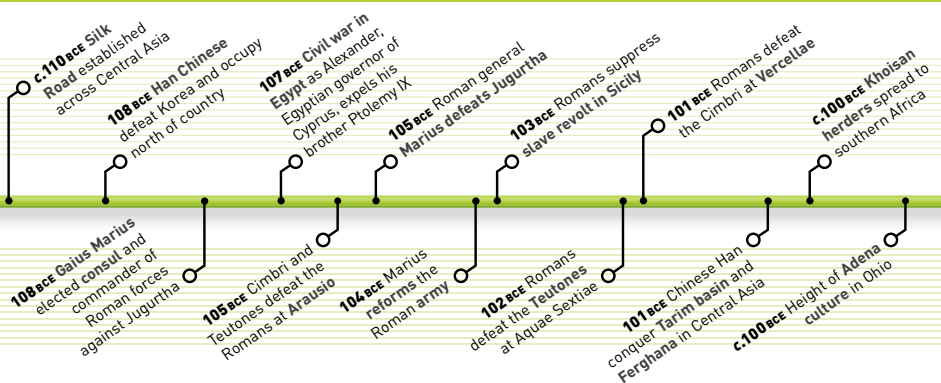 c.110 BCE Silk
Road established
across Central Asia
108 BCE Han Chinese
defeat Korea and occupy
north of country
107 BCE Civil war in
Egypt as Alexander,
Egyptian governor of
Cyprus, expels his
brother Ptolemy IX
105 BCE Roman general
Marius defeats Jugurtha
103 BCE Romans suppress
slave revolt in Sicily
101 BCE Romans defeat
the Cimbri at Vercellae
c.100 BCE Khoisan
herders spread to
southern Africa
108 BCE Gaius Marius
elected consul and
commander of
Roman forces
against Jugurtha
105 BCE Cimbri and
Teutones defeat the
Romans at Arausio
104 BCE Marius
reforms the
Roman army
102 BCE Romans
defeat the Teutones
at Aquae Sextiae
101 BCE Chinese Han
conquer Tarim basin and
Ferghana in Central Asia
c.100 BCE Height of Adena
culture in Ohio